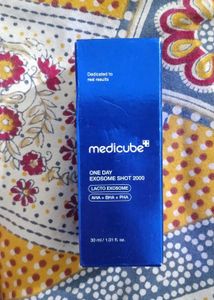 Dedicated to
real results
medicube+
ONE DAY
EXOSOME SHOT 2000
LACTO EXOSOME
AHA + BHA + PHA
30 ml / 1.01 fl. oz.